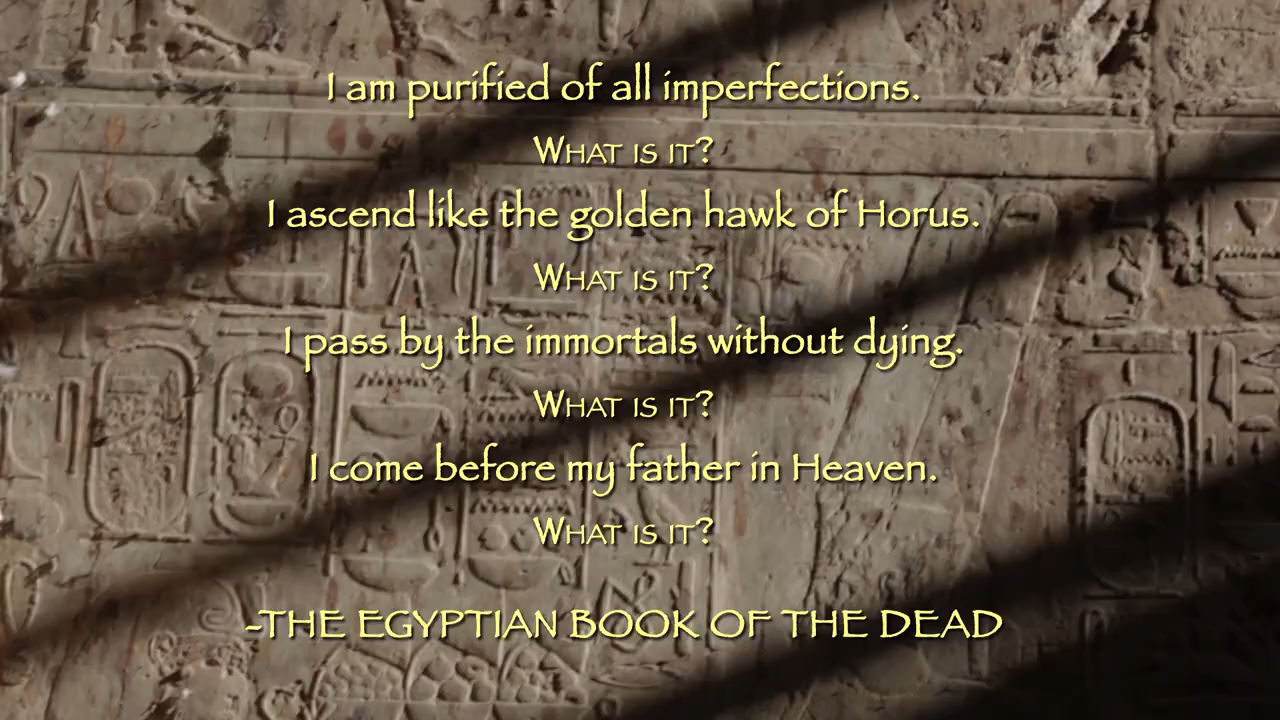 I am purified of all imperfections.
WHAT IS IT?
I ascend like the golden hawk of Horus.
WHAT IS IT?
I pass by the immortals without dying.
WHAT IS IT?
I come before my father in Heaven.
WHAT IS IT?
-THE EGYPTIAN BOOK OF THE DEAD